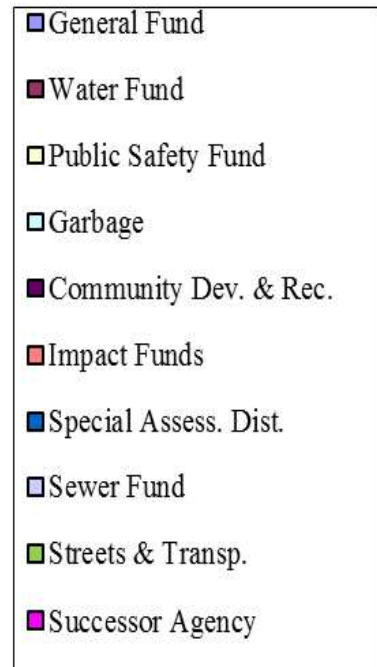 General Fund
Water Fund
Public Safety Fund
Garbage
Community Dev. & Rec.
Impact Funds
Special Assess. Dist.
Sewer Fund
Streets & Transp.
Successor Agency